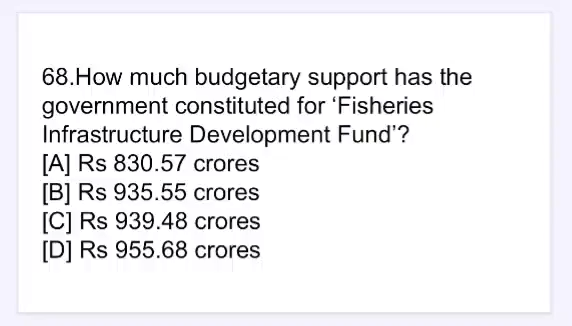 68.How much budgetary support has the
government constituted for ‘Fisheries
Infrastructure Development Fund’?
[A] Rs 830.57 crores
[B] Rs 935.55 crores
[C] Rs 939.48 crores
[D] Rs 955.68 crores